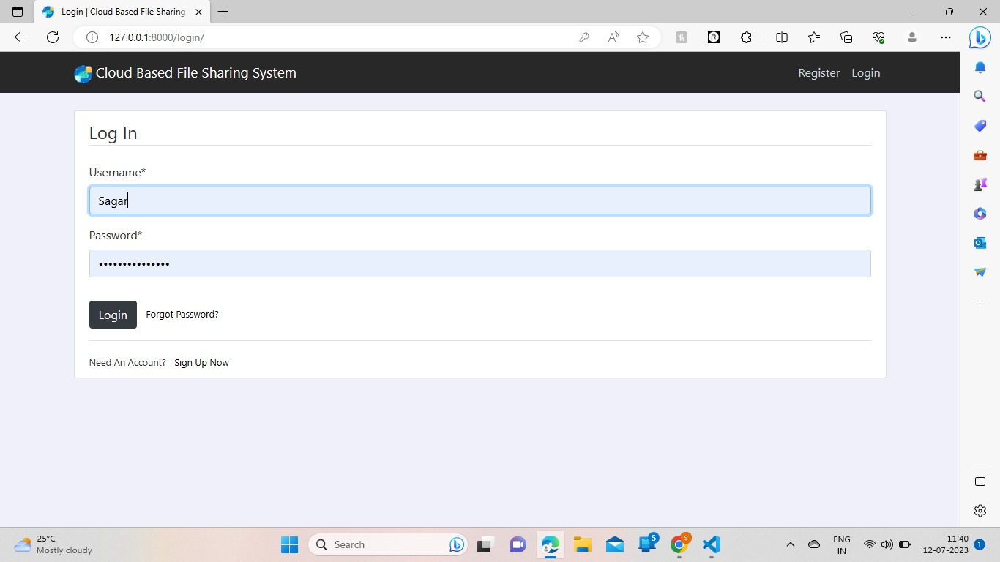 Login | Cloud Based File Sharing
127.0.0.1:8000/login/
Cloud Based File Sharing System
Register Login
Log In
Username*
Sagar
Password*
•••••••••••••••
Login Forgot Password?
Need An Account? Sign Up Now
25°C
Mostly cloudy
Search
5
S
ENG
IN
11:40
12-07-2023
1